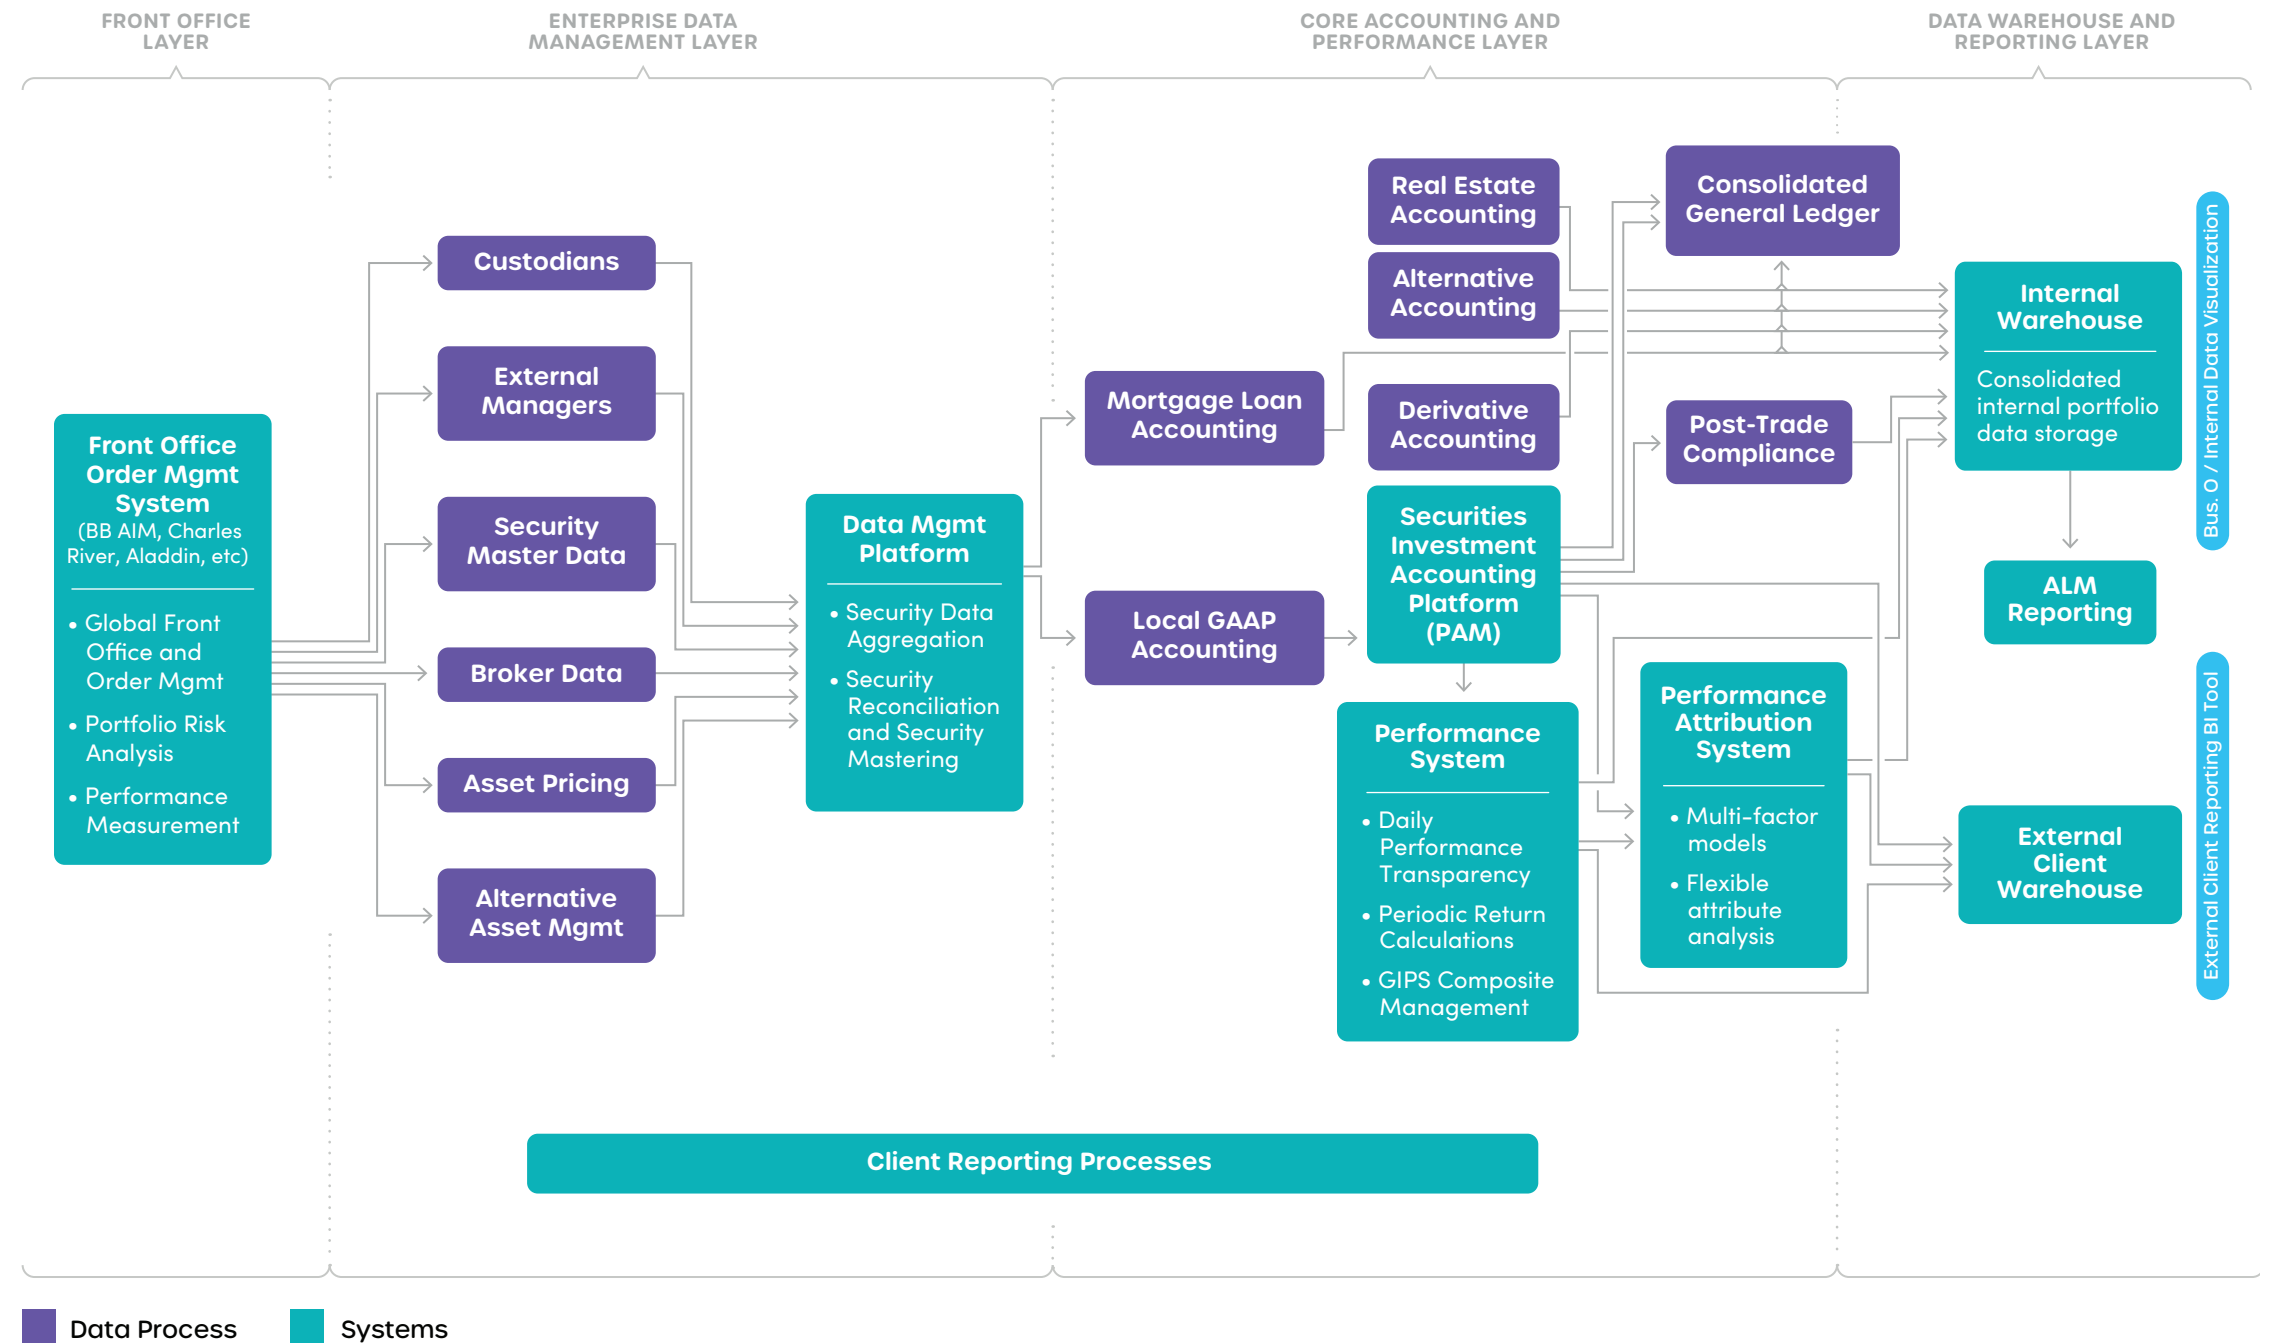 FRONT OFFICE
LAYER
ENTERPRISE DATA
MANAGEMENT LAYER
CORE ACCOUNTING AND
PERFORMANCE LAYER
DATA WAREHOUSE AND
REPORTING LAYER
Front Office
Order Mgmt
System
(BB AIM, Charles
River, Aladdin, etc)
• Global Front
Office and
Order Mgmt
• Portfolio Risk
Analysis
• Performance
Measurement
Custodians
External
Managers
Security
Master Data
Broker Data
Asset Pricing
Alternative
Asset Mgmt
Data Mgmt
Platform
• Security Data
Aggregation
• Security
Reconciliation
and Security
Mastering
Mortgage Loan
Accounting
Local GAAP
Accounting
Real Estate
Accounting
Alternative
Accounting
Derivative
Accounting
Securities
Investment
Accounting
Platform
(PAM)
Performance
System
• Daily
Performance
Transparency
• Periodic Return
Calculations
• GIPS Composite
Management
Consolidated
General Ledger
Post-Trade
Compliance
Performance
Attribution
System
• Multi-factor
models
• Flexible
attribute
analysis
Internal
Warehouse
Consolidated
internal portfolio
data storage
ALM
Reporting
External
Client
Warehouse
Bus. O / Internal Data Visualization
External Client Reporting BI Tool
Client Reporting Processes
Data Process
Systems